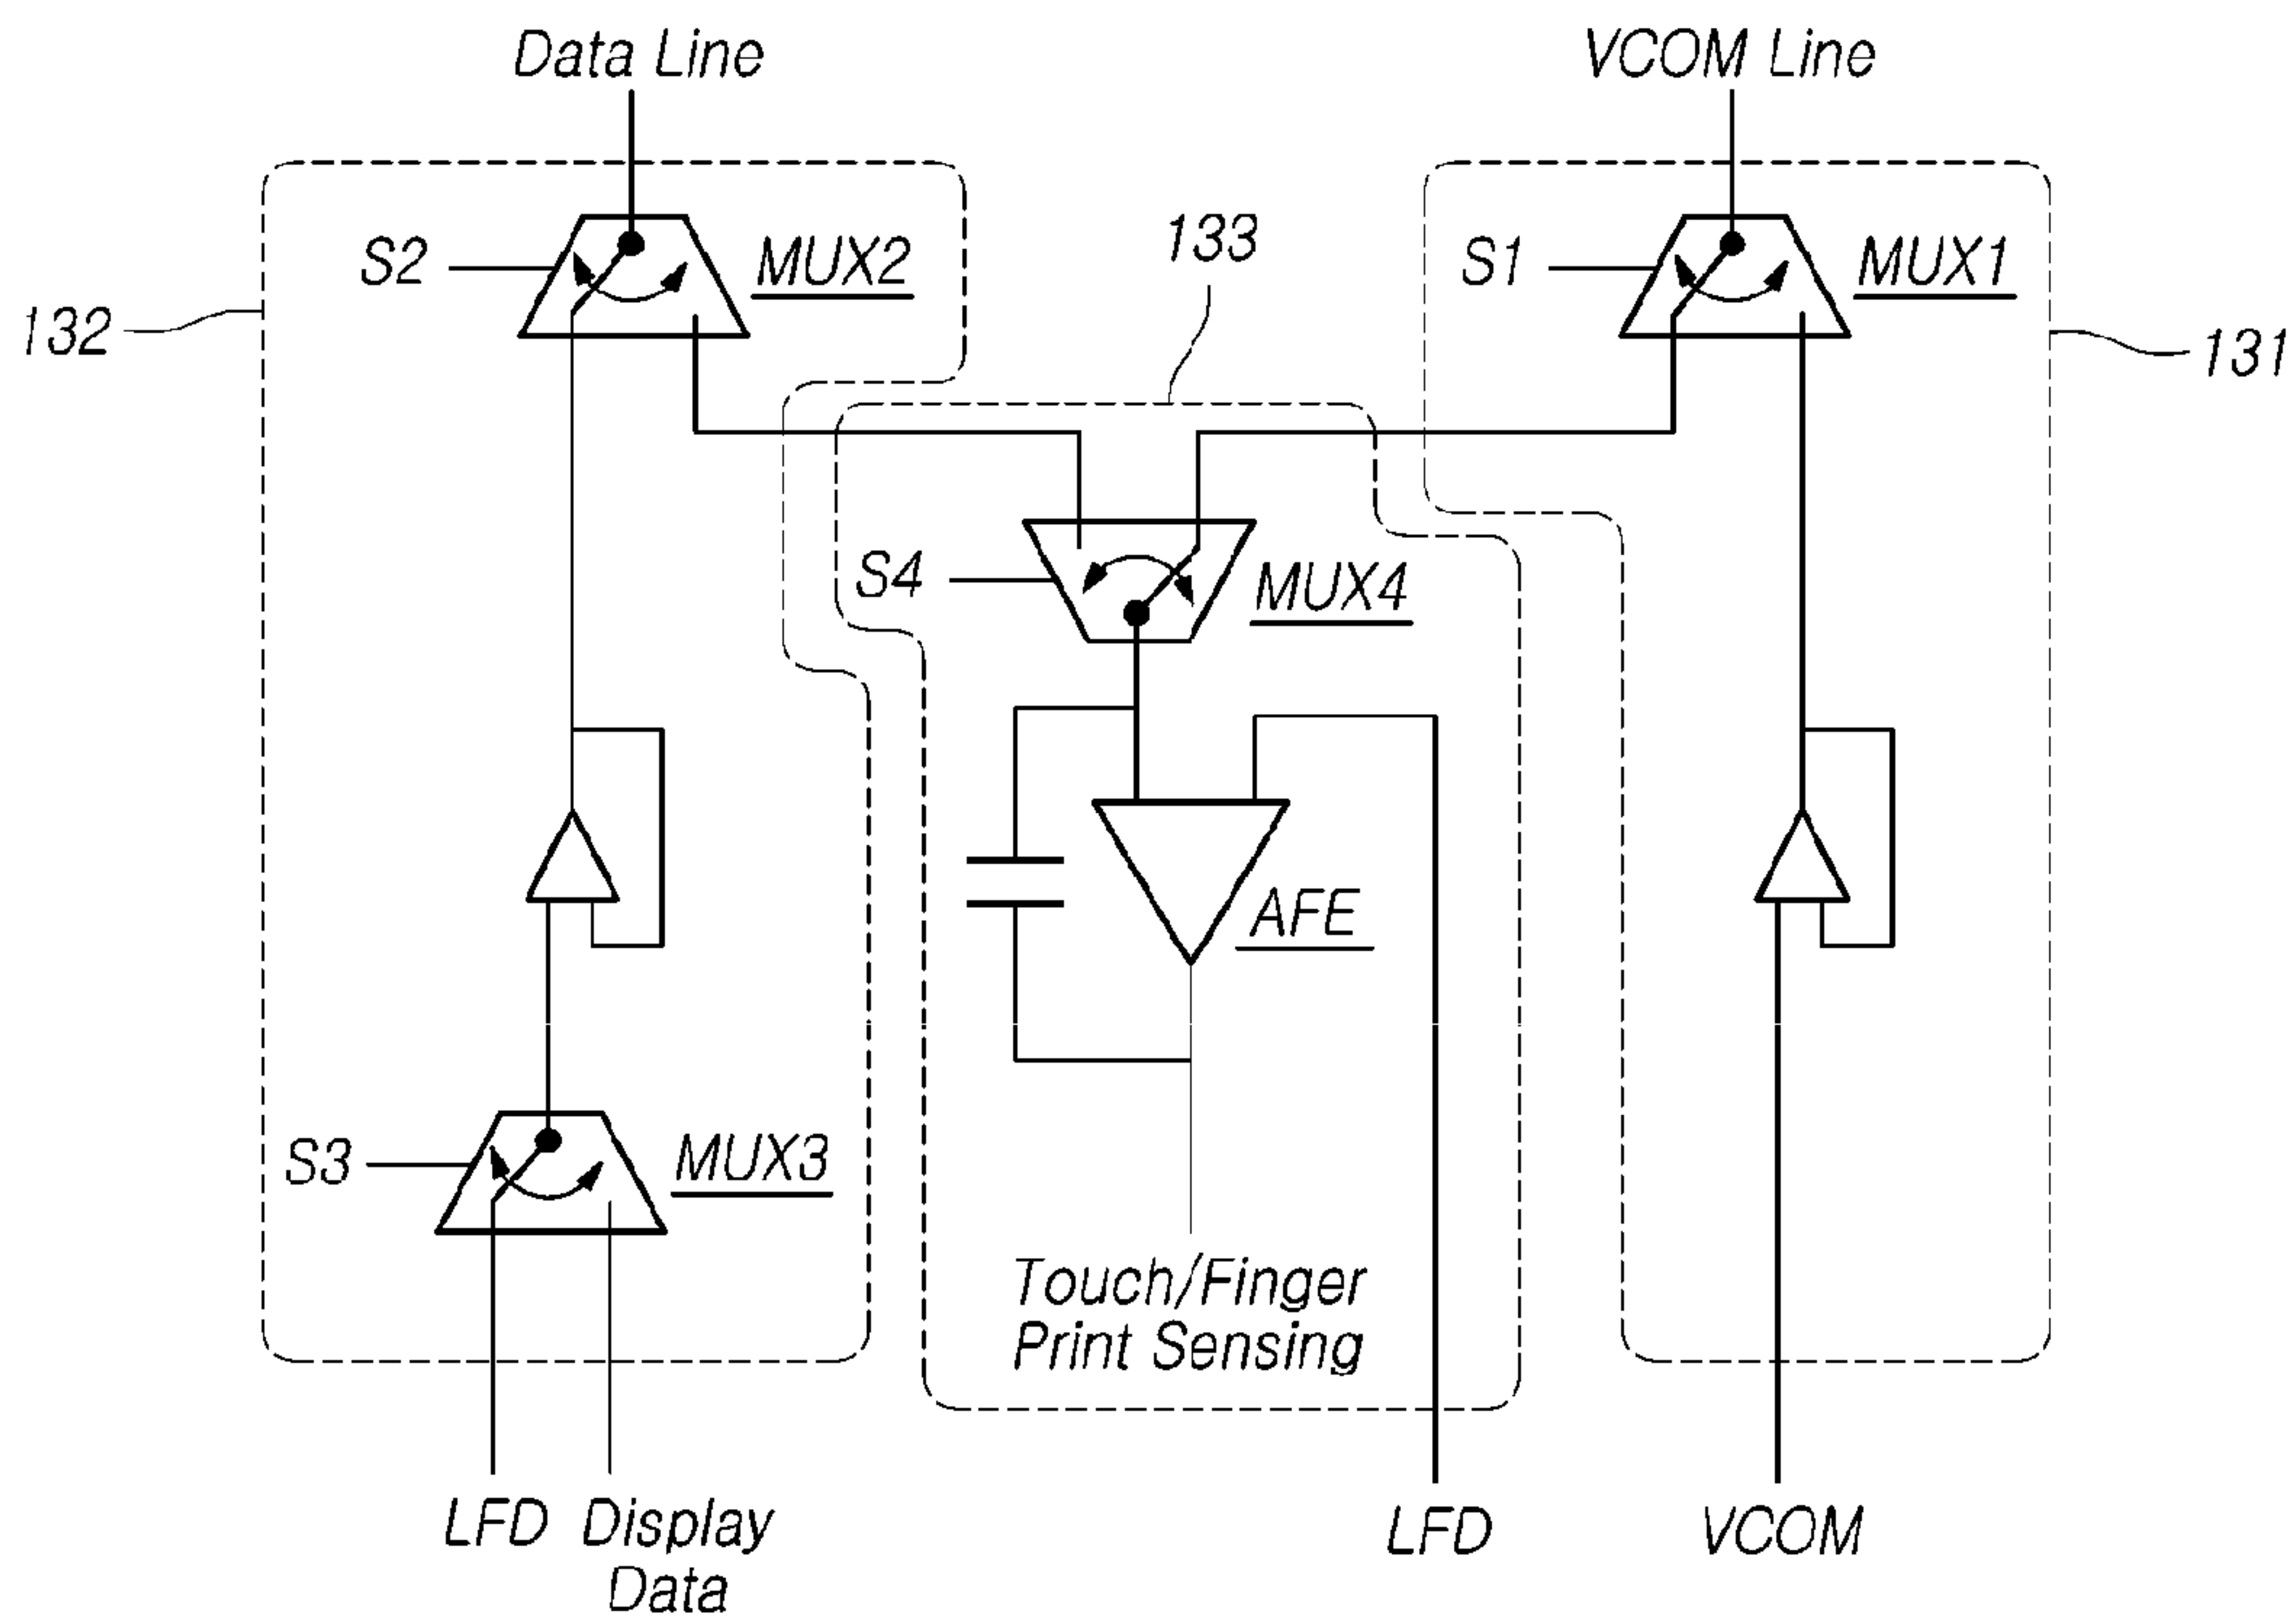 Data Line
VCOM Line
S2
MUX2
133
S1
MUX1
132
131
S4
MUX4
AFE
S3
MUX3
Touch/Finger
Print Sensing
LFD
Display
Data
LFD
VCOM